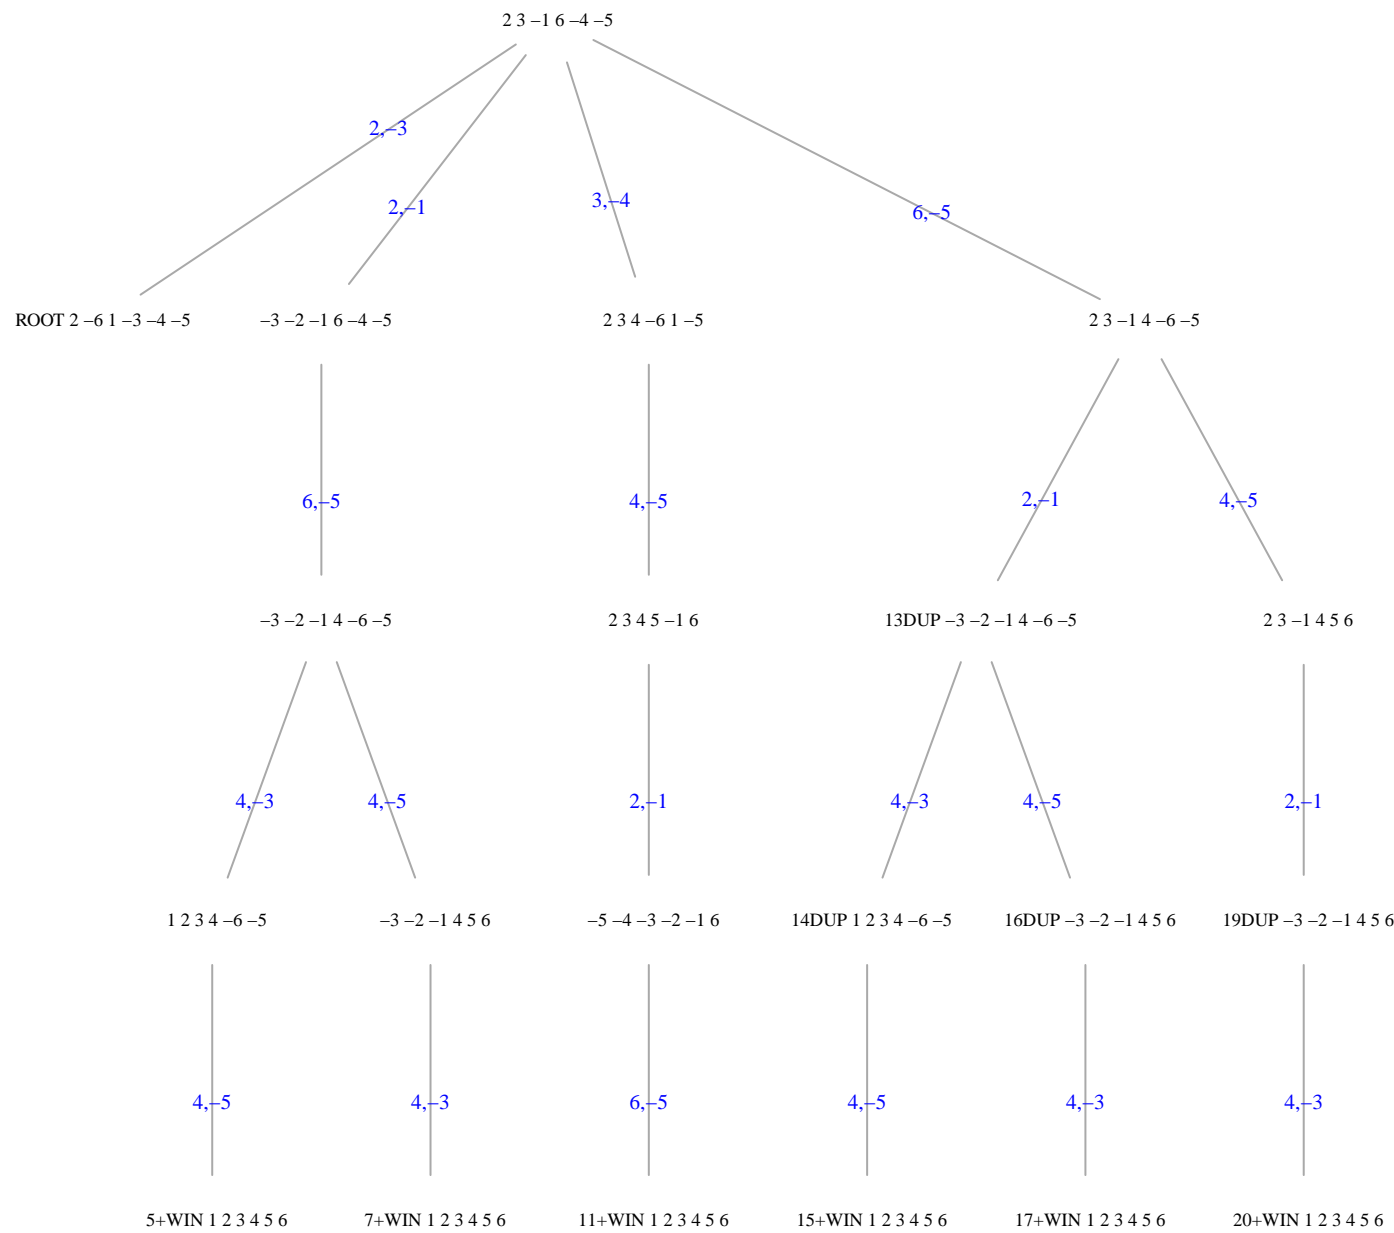 2 3 –1 6 –4 –5
2,–3
2,–1
3,–4
6,–5
ROOT 2 –6 1 –3 –4 –5
–3 –2 –1 6 –4 –5
2 3 4 –6 1 –5
2 3 –1 4 –6 –5
6,–5
4,–5
2,–1
4,–5
–3 –2 –1 4 –6 –5
2 3 4 5 –1 6
13DUP –3 –2 –1 4 –6 –5
2 3 –1 4 5 6
4,–3
4,–5
2,–1
4,–3
4,–5
2,–1
1 2 3 4 –6 –5
–3 –2 –1 4 5 6
–5 –4 –3 –2 –1 6
14DUP 1 2 3 4 –6 –5
16DUP –3 –2 –1 4 5 6
19DUP –3 –2 –1 4 5 6
4,–5
4,–3
6,–5
4,–5
4,–3
4,–3
5+WIN 1 2 3 4 5 6
7+WIN 1 2 3 4 5 6
11+WIN 1 2 3 4 5 6
15+WIN 1 2 3 4 5 6
17+WIN 1 2 3 4 5 6
20+WIN 1 2 3 4 5 6